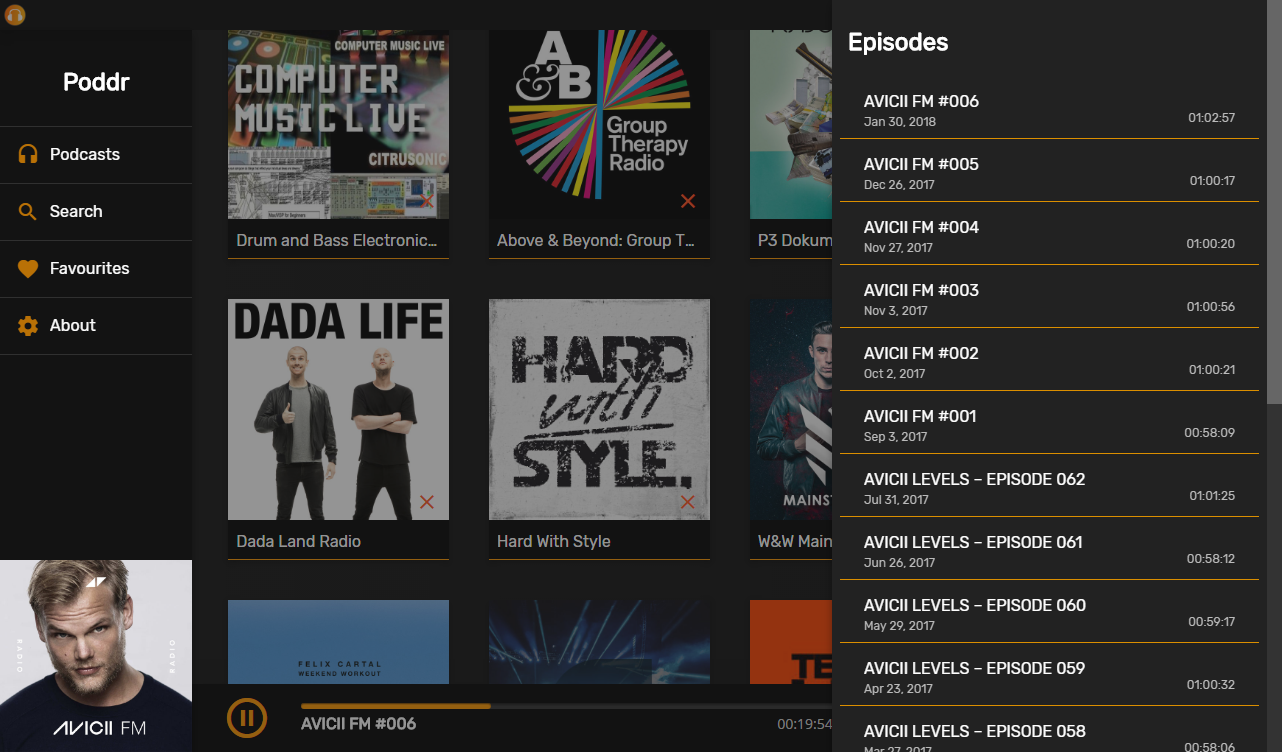 Poddr
Podcasts
Search
Favourites
About
RADIO
RADIO
AVICII FM
COMPUTER MUSIC LIVE
COMPUTER
MUSIC LIVE
CITRUSONIC
Drum and Bass Electronic...
A
&B
Group
Therapy
Radio
Above & Beyond: Group T...
P3 Dokum
DADA LIFE
Dada Land Radio
HARD
with
STYLE.
Hard With Style
MAINST
W&W Main
FELIX CARTAL
WEEKEND WORKOUT
TE
AVICII FM #006
00:19:54
Episodes
AVICII FM #006
Jan 30, 2018
01:02:57
AVICII FM #005
Dec 26, 2017
01:00:17
AVICII FM #004
Nov 27, 2017
01:00:20
AVICII FM #003
Nov 3, 2017
01:00:56
AVICII FM #002
Oct 2, 2017
01:00:21
AVICII FM #001
Sep 3, 2017
00:58:09
AVICII LEVELS – EPISODE 062
Jul 31, 2017
01:01:25
AVICII LEVELS – EPISODE 061
Jun 26, 2017
00:58:12
AVICII LEVELS – EPISODE 060
May 29, 2017
00:59:17
AVICII LEVELS – EPISODE 059
Apr 23, 2017
01:00:32
AVICII LEVELS – EPISODE 058
Mar 27, 2017
00:58:06